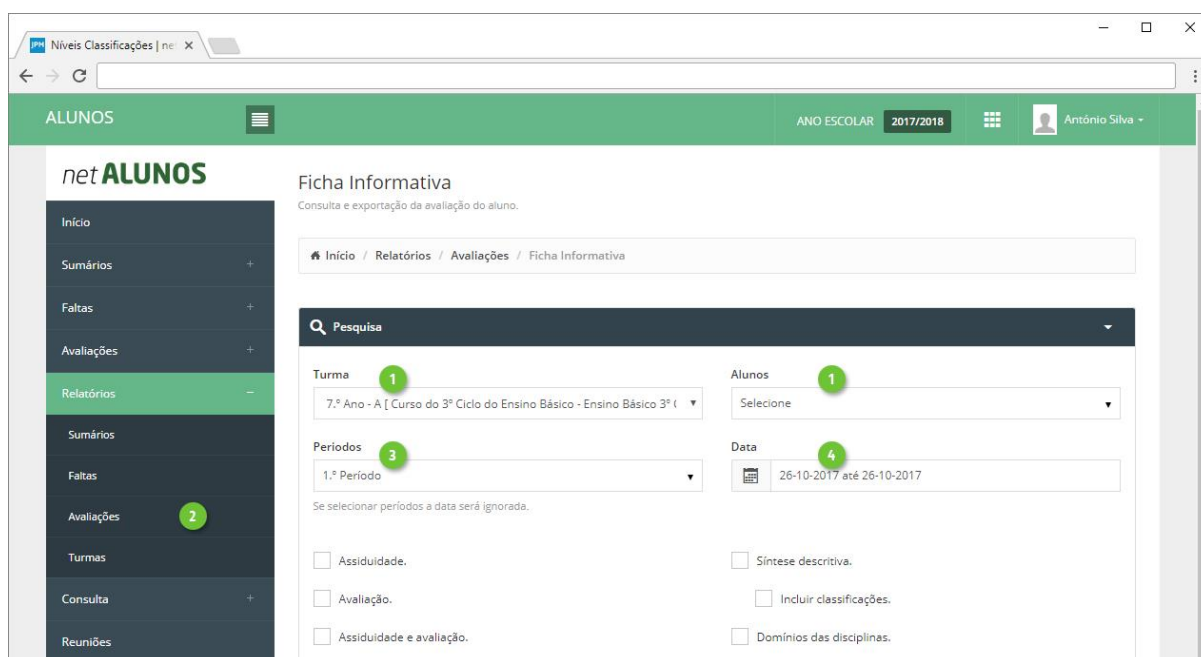 JPM Níveis Classificações | ne
ALUNOS
ANO ESCOLAR 2017/2018 António Silva
net ALUNOS
Início
Sumários +
Faltas +
Avaliações +
Relatórios −
Sumários
Faltas
Avaliações 2
Turmas
Consulta +
Reuniões
Ficha Informativa
Consulta e exportação da avaliação do aluno.
Início / Relatórios / Avaliações / Ficha Informativa
Pesquisa
Turma 1
7.º Ano - A [ Curso do 3º Ciclo do Ensino Básico - Ensino Básico 3º
Alunos 1
Selecione
Periodos 3
1.º Período
Se selecionar períodos a data será ignorada.
Data 4
26-10-2017 até 26-10-2017
Assiduidade.
Síntese descritiva.
Avaliação.
Incluir classificações.
Assiduidade e avaliação.
Domínios das disciplinas.